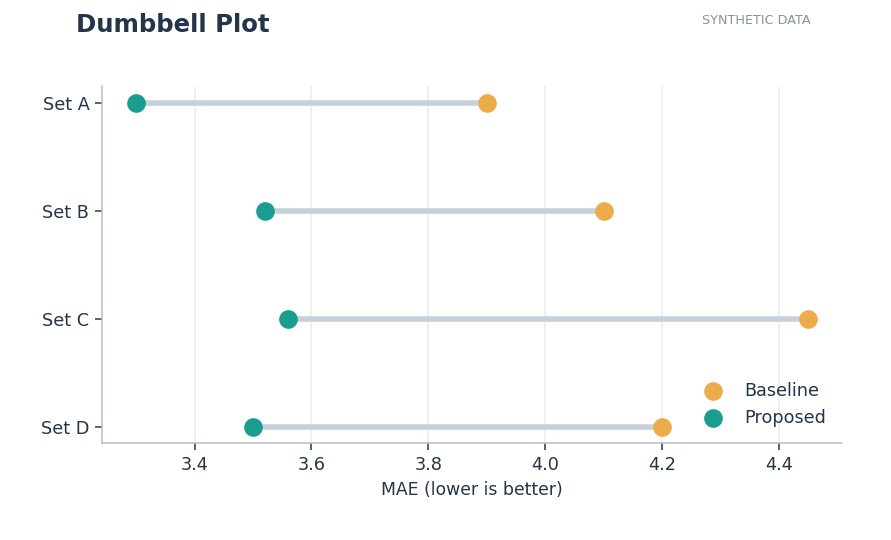 Dumbbell Plot
SYNTHETIC DATA
Set A
Set B
Set C
Set D
Baseline
Proposed
3.4 3.6 3.8 4.0 4.2 4.4
MAE (lower is better)